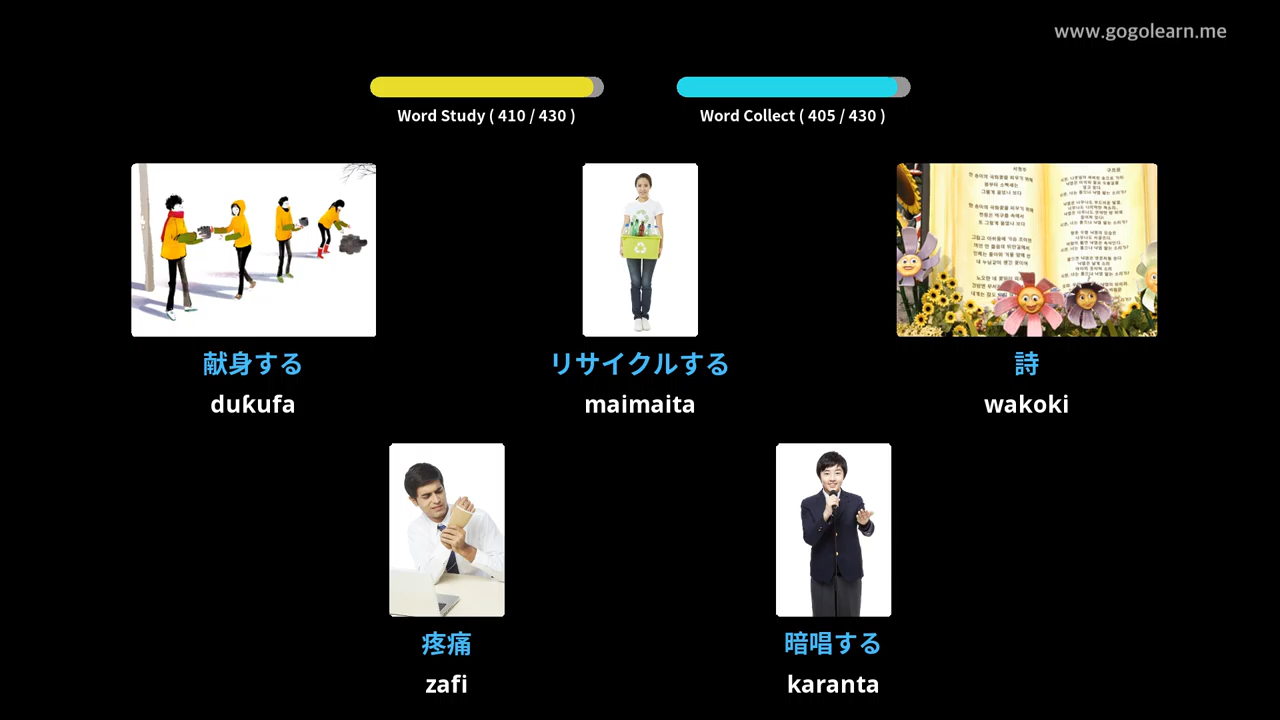 www.gogolearn.me
Word Study ( 410 / 430 )
Word Collect ( 405 / 430 )
献身する
duƙufa
リサイクルする
maimaita
詩
wakoki
疼痛
zafi
暗唱する
karanta